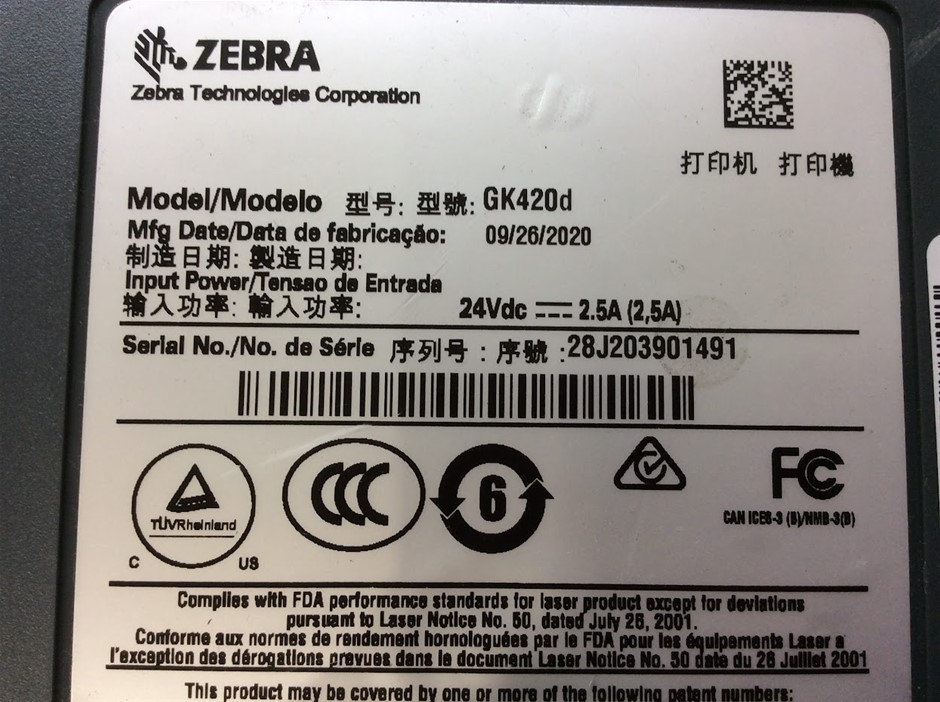 ZEBRA
Zebra Technologies Corporation
打印机 打印機
Model/Modelo 型号: 型號: GK420d
Mfg Date/Data de fabricação: 09/26/2020
制造日期: 製造日期:
Input Power/Tensao de Entrada
输入功率: 輸入功率: 24Vdc 2.5A (2,5A)
Serial No./No. de Série 序列号 : 序號 :28J203901491
TÜVRheinland
C US
CCC
6
FC
CAN ICES-3 (B)/NMB-3(B)
Complies with FDA performance standards for laser product except for deviations
pursuant to Laser Notice No. 50, dated July 26, 2001.
Conforme aux normes de rendement homologuées par le FDA pour les équipements Laser a
l'exception des dérogations prevues dans le document Laser Notice No. 50 date du 26 Juillet 2001
This product may be covered by one or more of the following patent numbers: